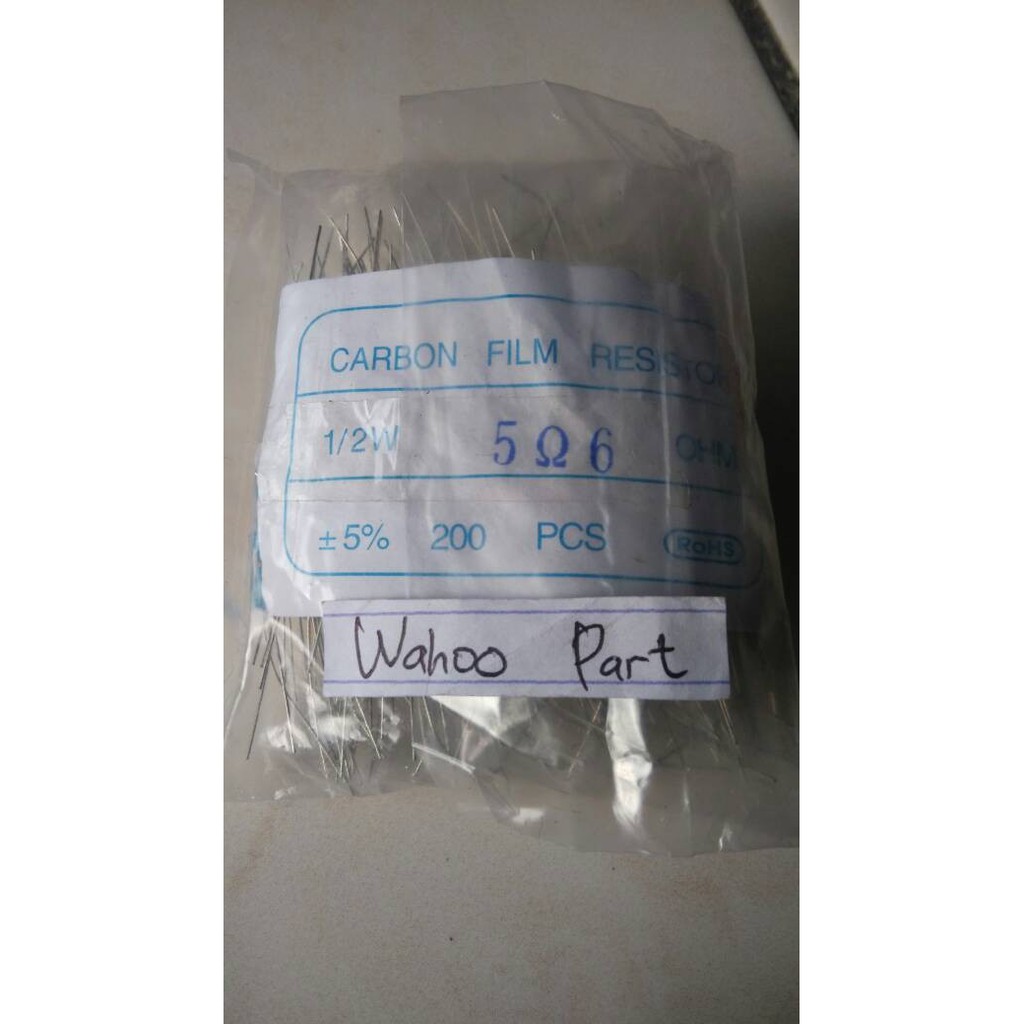 CARBON FILM RESISTOR
1/2W 5Ω6 OHM
±5% 200 PCS RoHS
Wahoo Part